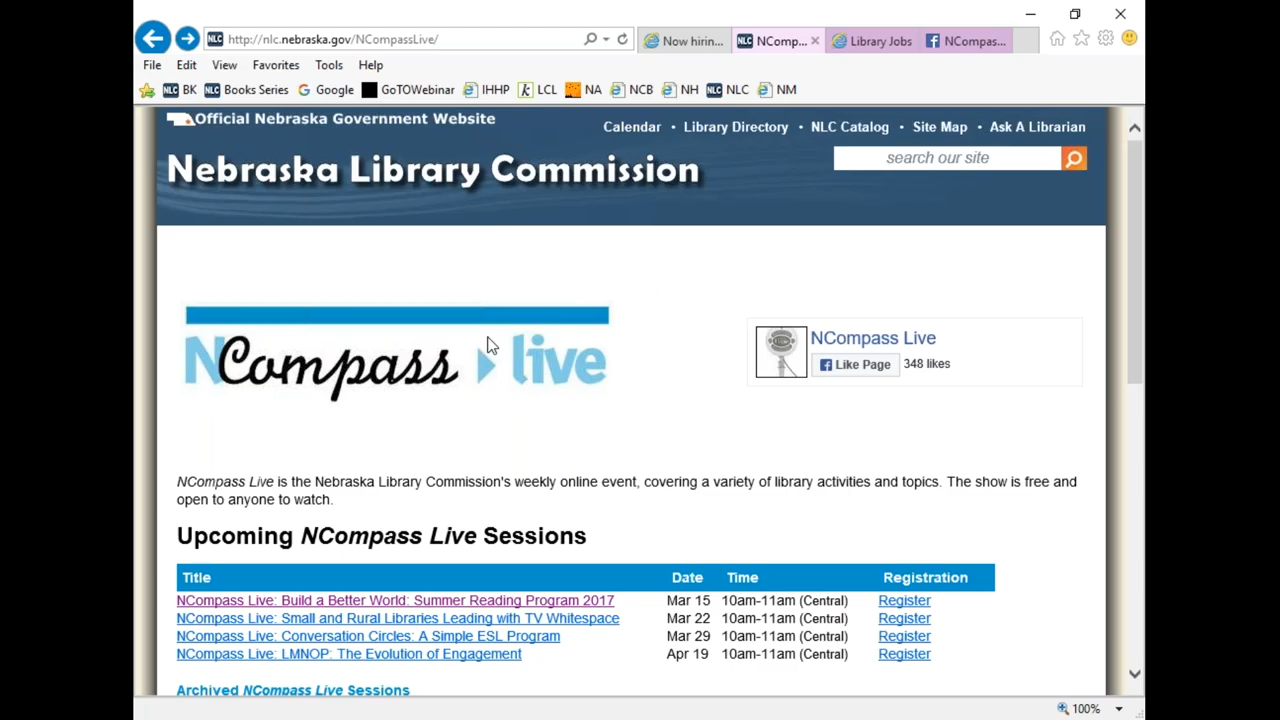 http://nlc.nebraska.gov/NCompassLive/
Now hirin...
NComp...
Library Jobs
NCompas...
File Edit View Favorites Tools Help
BK Books Series Google GoTOWebinar IHHP LCL NA NCB NH NLC NM
Official Nebraska Government Website
Calendar • Library Directory • NLC Catalog • Site Map • Ask A Librarian
Nebraska Library Commission
search our site
NCompass live
NCompass Live
Like Page 348 likes
NCompass Live is the Nebraska Library Commission's weekly online event, covering a variety of library activities and topics. The show is free and
open to anyone to watch.
Upcoming NCompass Live Sessions
Title Date Time Registration
NCompass Live: Build a Better World: Summer Reading Program 2017 Mar 15 10am-11am (Central) Register
NCompass Live: Small and Rural Libraries Leading with TV Whitespace Mar 22 10am-11am (Central) Register
NCompass Live: Conversation Circles: A Simple ESL Program Mar 29 10am-11am (Central) Register
NCompass Live: LMNOP: The Evolution of Engagement Apr 19 10am-11am (Central) Register
Archived NCompass Live Sessions
100%